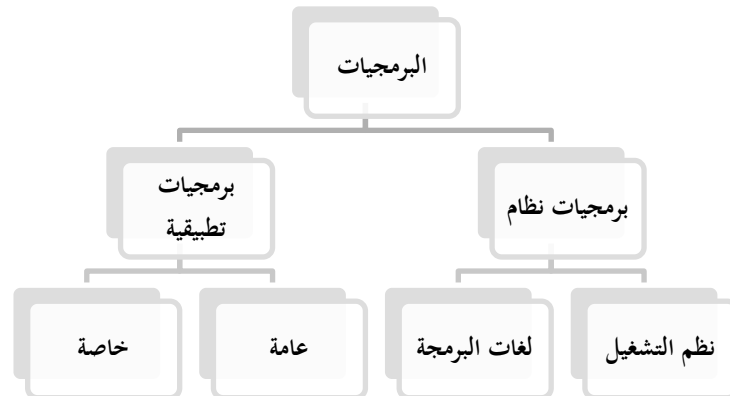 البرمجيات
برمجيات نظام
برمجيات
تطبيقية
نظم التشغيل
لغات البرمجة
عامة
خاصة